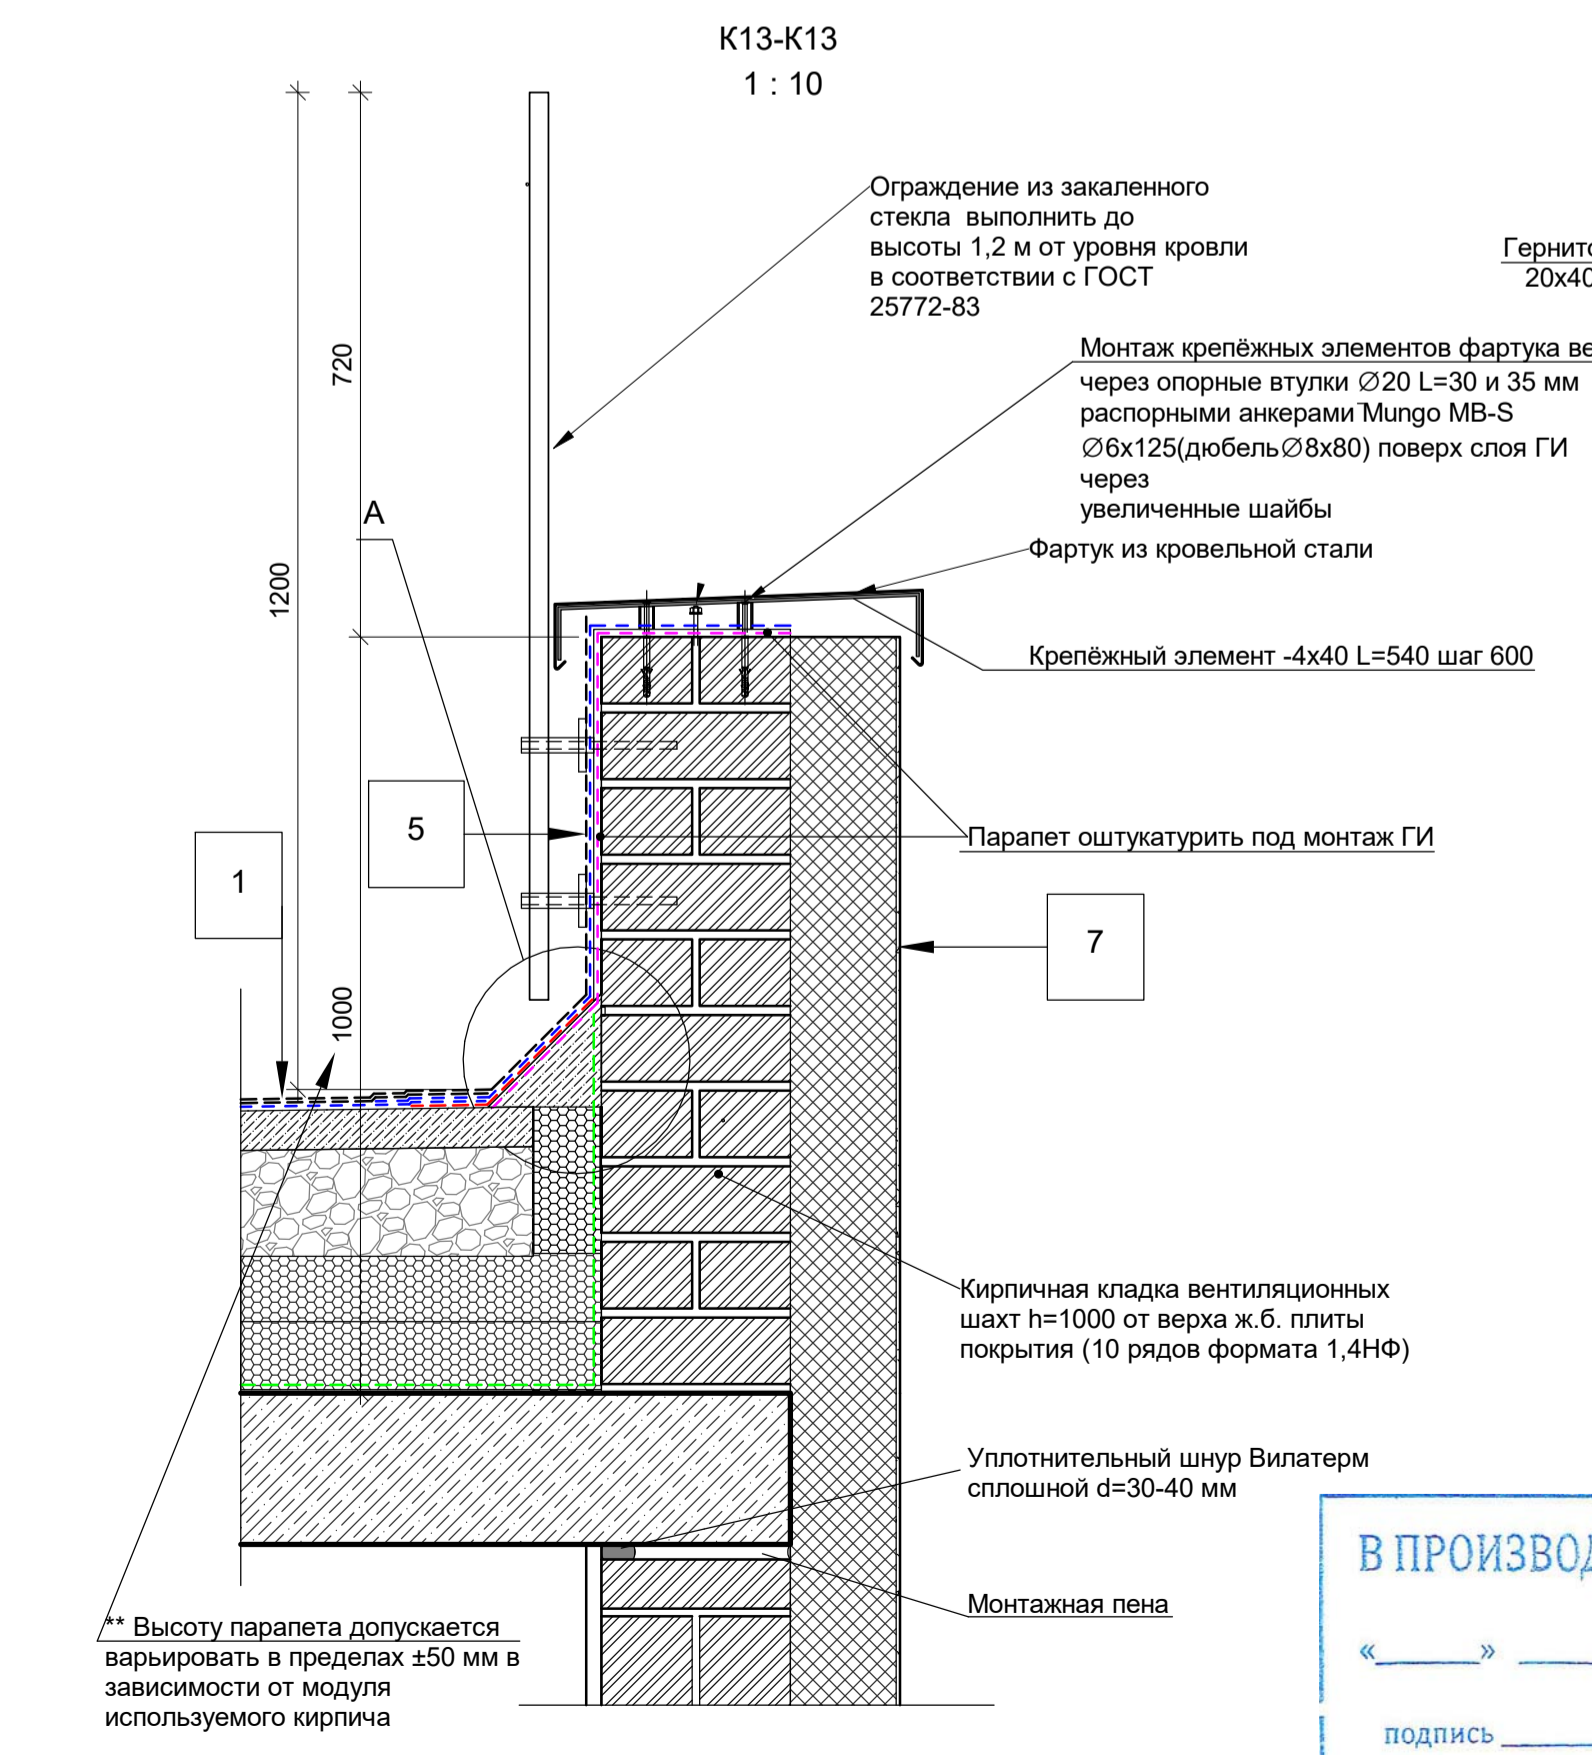 К13-К13
1 : 10
Ограждение из закаленного
стекла выполнить до
высоты 1,2 м от уровня кровли
в соответствии с ГОСТ
25772-83
20х40
Монтаж крепёжных элементов фартука
через опорные втулки ∅20 L=30 и 35 мм
распорными анкерами Mungo MB-S
∅6х125(дюбель∅8х80) поверх слоя ГИ
через
увеличенные шайбы
Фартук из кровельной стали
Крепёжный элемент -4х40 L=540 шаг 600
720
1200
А
5
1
7
1000
Парапет оштукатурить под монтаж ГИ
Кирпичная кладка вентиляционных
шахт h=1000 от верха ж.б. плиты
покрытия (10 рядов формата 1,4НФ)
Уплотнительный шнур Вилатерм
сплошной d=30-40 мм
Монтажная пена
** Высоту парапета допускается
варьировать в пределах ±50 мм в
зависимости от модуля
используемого кирпича
В ПРОИЗВОД
«______» ____
подпись ____